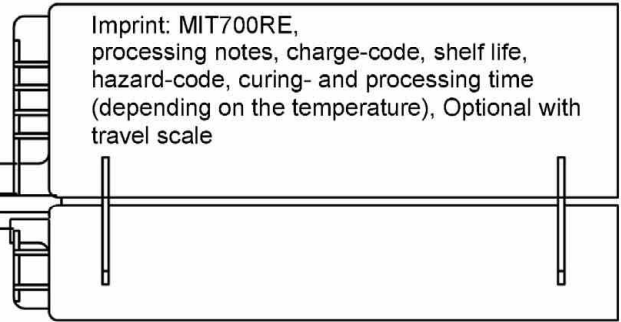 Imprint: MIT700RE,
processing notes, charge-code, shelf life,
hazard-code, curing- and processing time
(depending on the temperature), Optional with
travel scale